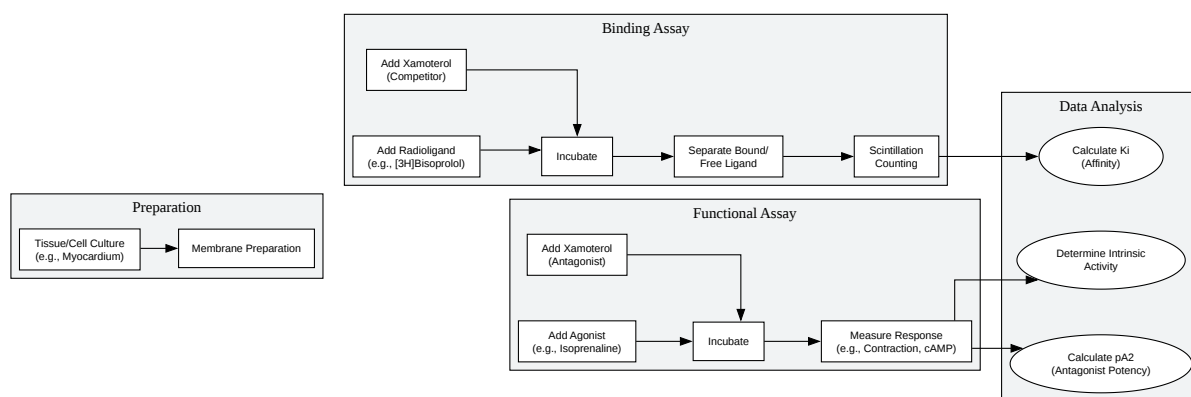 Preparation
Tissue/Cell Culture
(e.g., Myocardium)
Membrane Preparation
Binding Assay
Add Xamoterol
(Competitor)
Add Radioligand
(e.g., [3H]Bisoprolol)
Incubate
Separate Bound/
Free Ligand
Scintillation
Counting
Functional Assay
Add Xamoterol
(Antagonist)
Add Agonist
(e.g., Isoprenaline)
Incubate
Measure Response
(e.g., Contraction, cAMP)
Data Analysis
Calculate Ki
(Affinity)
Determine Intrinsic
Activity
Calculate pA2
(Antagonist Potency)